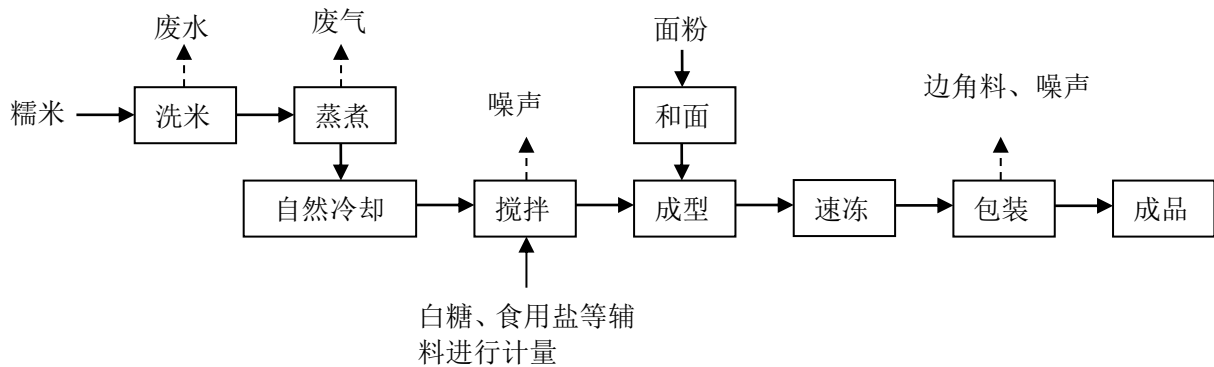 废水
废气
面粉
糯米
洗米
蒸煮
噪声
和面
边角料、噪声
自然冷却
搅拌
成型
速冻
包装
成品
白糖、食用盐等辅
料进行计量